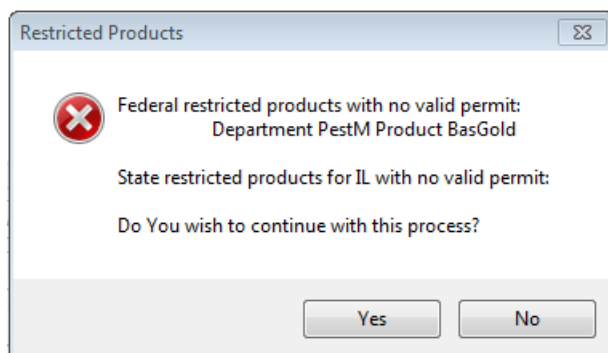 Restricted Products
Federal restricted products with no valid permit:
Department PestM Product BasGold
State restricted products for IL with no valid permit:
Do You wish to continue with this process?
Yes
No